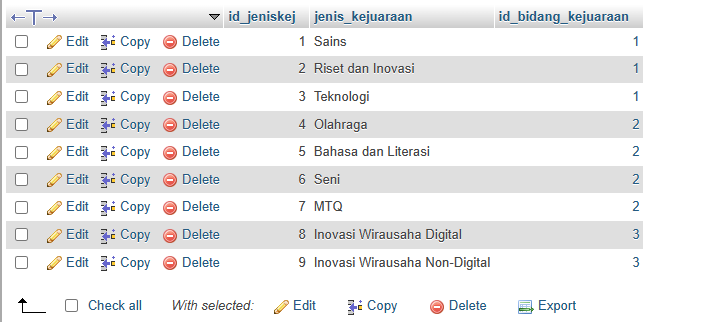 id_jeniskej jenis_kejuaraan id_bidang_kejuaraan
Edit Copy Delete 1 Sains 1
Edit Copy Delete 2 Riset dan Inovasi 1
Edit Copy Delete 3 Teknologi 1
Edit Copy Delete 4 Olahraga 2
Edit Copy Delete 5 Bahasa dan Literasi 2
Edit Copy Delete 6 Seni 2
Edit Copy Delete 7 MTQ 2
Edit Copy Delete 8 Inovasi Wirausaha Digital 3
Edit Copy Delete 9 Inovasi Wirausaha Non-Digital 3
Check all With selected: Edit Copy Delete Export